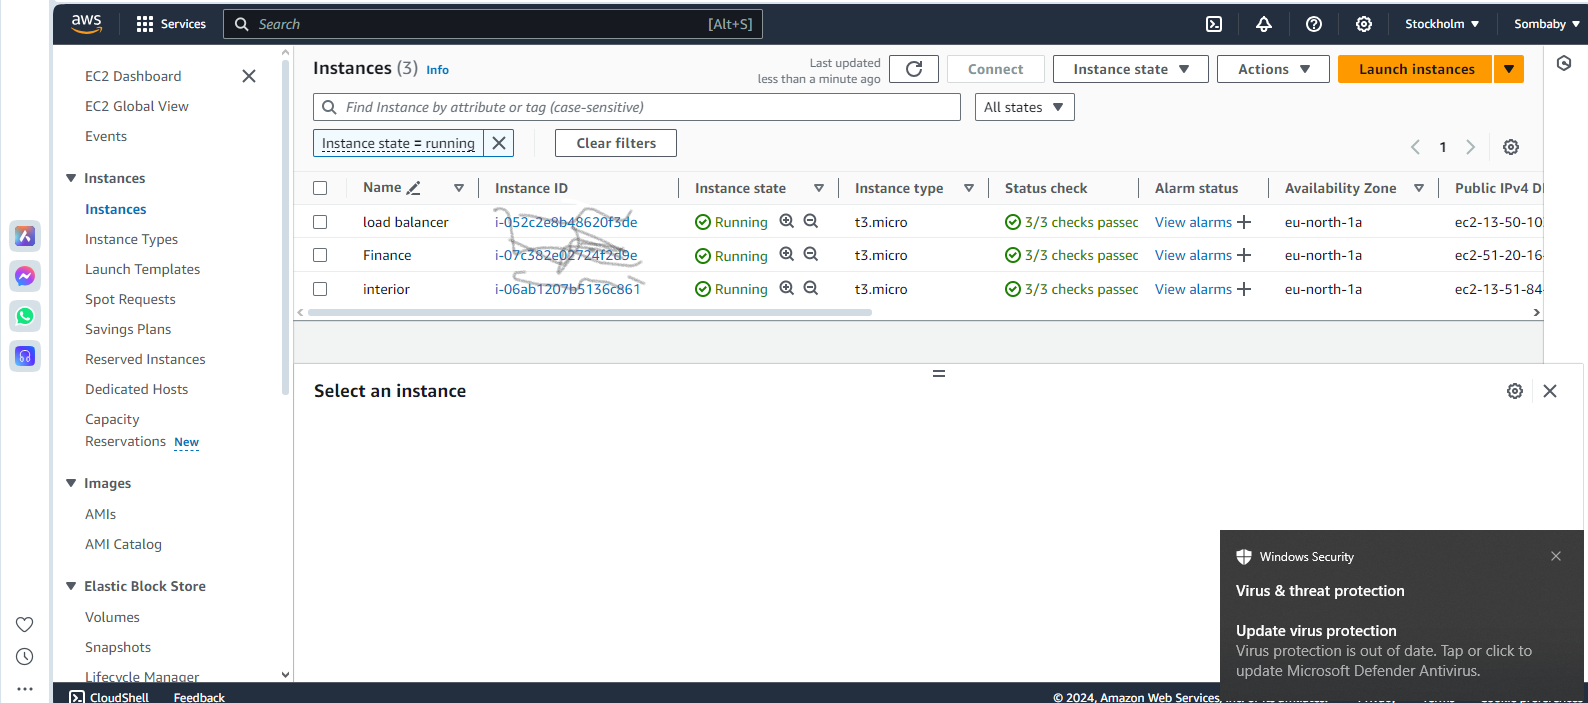 aws Services Search [Alt+S] Stockholm Sombaby
EC2 Dashboard
EC2 Global View
Events
Instances
Instances
Instance Types
Launch Templates
Spot Requests
Savings Plans
Reserved Instances
Dedicated Hosts
Capacity
Reservations New
Images
AMIs
AMI Catalog
Elastic Block Store
Volumes
Snapshots
Lifecycle Manager
Instances (3) Info
Last updated
less than a minute ago
Connect Instance state Actions Launch instances
Find Instance by attribute or tag (case-sensitive) All states
Instance state = running Clear filters
1
Name Instance ID Instance state Instance type Status check Alarm status Availability Zone Public IPv4 D
load balancer i-052c2e8b48620f3de Running t3.micro 3/3 checks passec View alarms eu-north-1a ec2-13-50-10
Finance i-07c382e02724f2d9e Running t3.micro 3/3 checks passec View alarms eu-north-1a ec2-51-20-16-
interior i-06ab1207b5136c861 Running t3.micro 3/3 checks passec View alarms eu-north-1a ec2-13-51-84-
Select an instance
Windows Security
Virus & threat protection
Update virus protection
Virus protection is out of date. Tap or click to
update Microsoft Defender Antivirus.
CloudShell Feedback © 2024, Amazon Web Services,